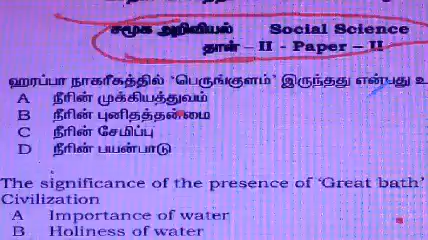 சமூக அறிவியல் Social Science
தாள் – II - Paper – II
ஹரப்பா நாகரீகத்தில் 'பெருங்குளம்' இருந்தது என்பது உ
A நீரின் முக்கியத்துவம்
B நீரின் புனிதத்தன்மை
C நீரின் சேமிப்பு
D நீரின் பயன்பாடு
The significance of the presence of 'Great bath'
Civilization
A Importance of water
B Holiness of water